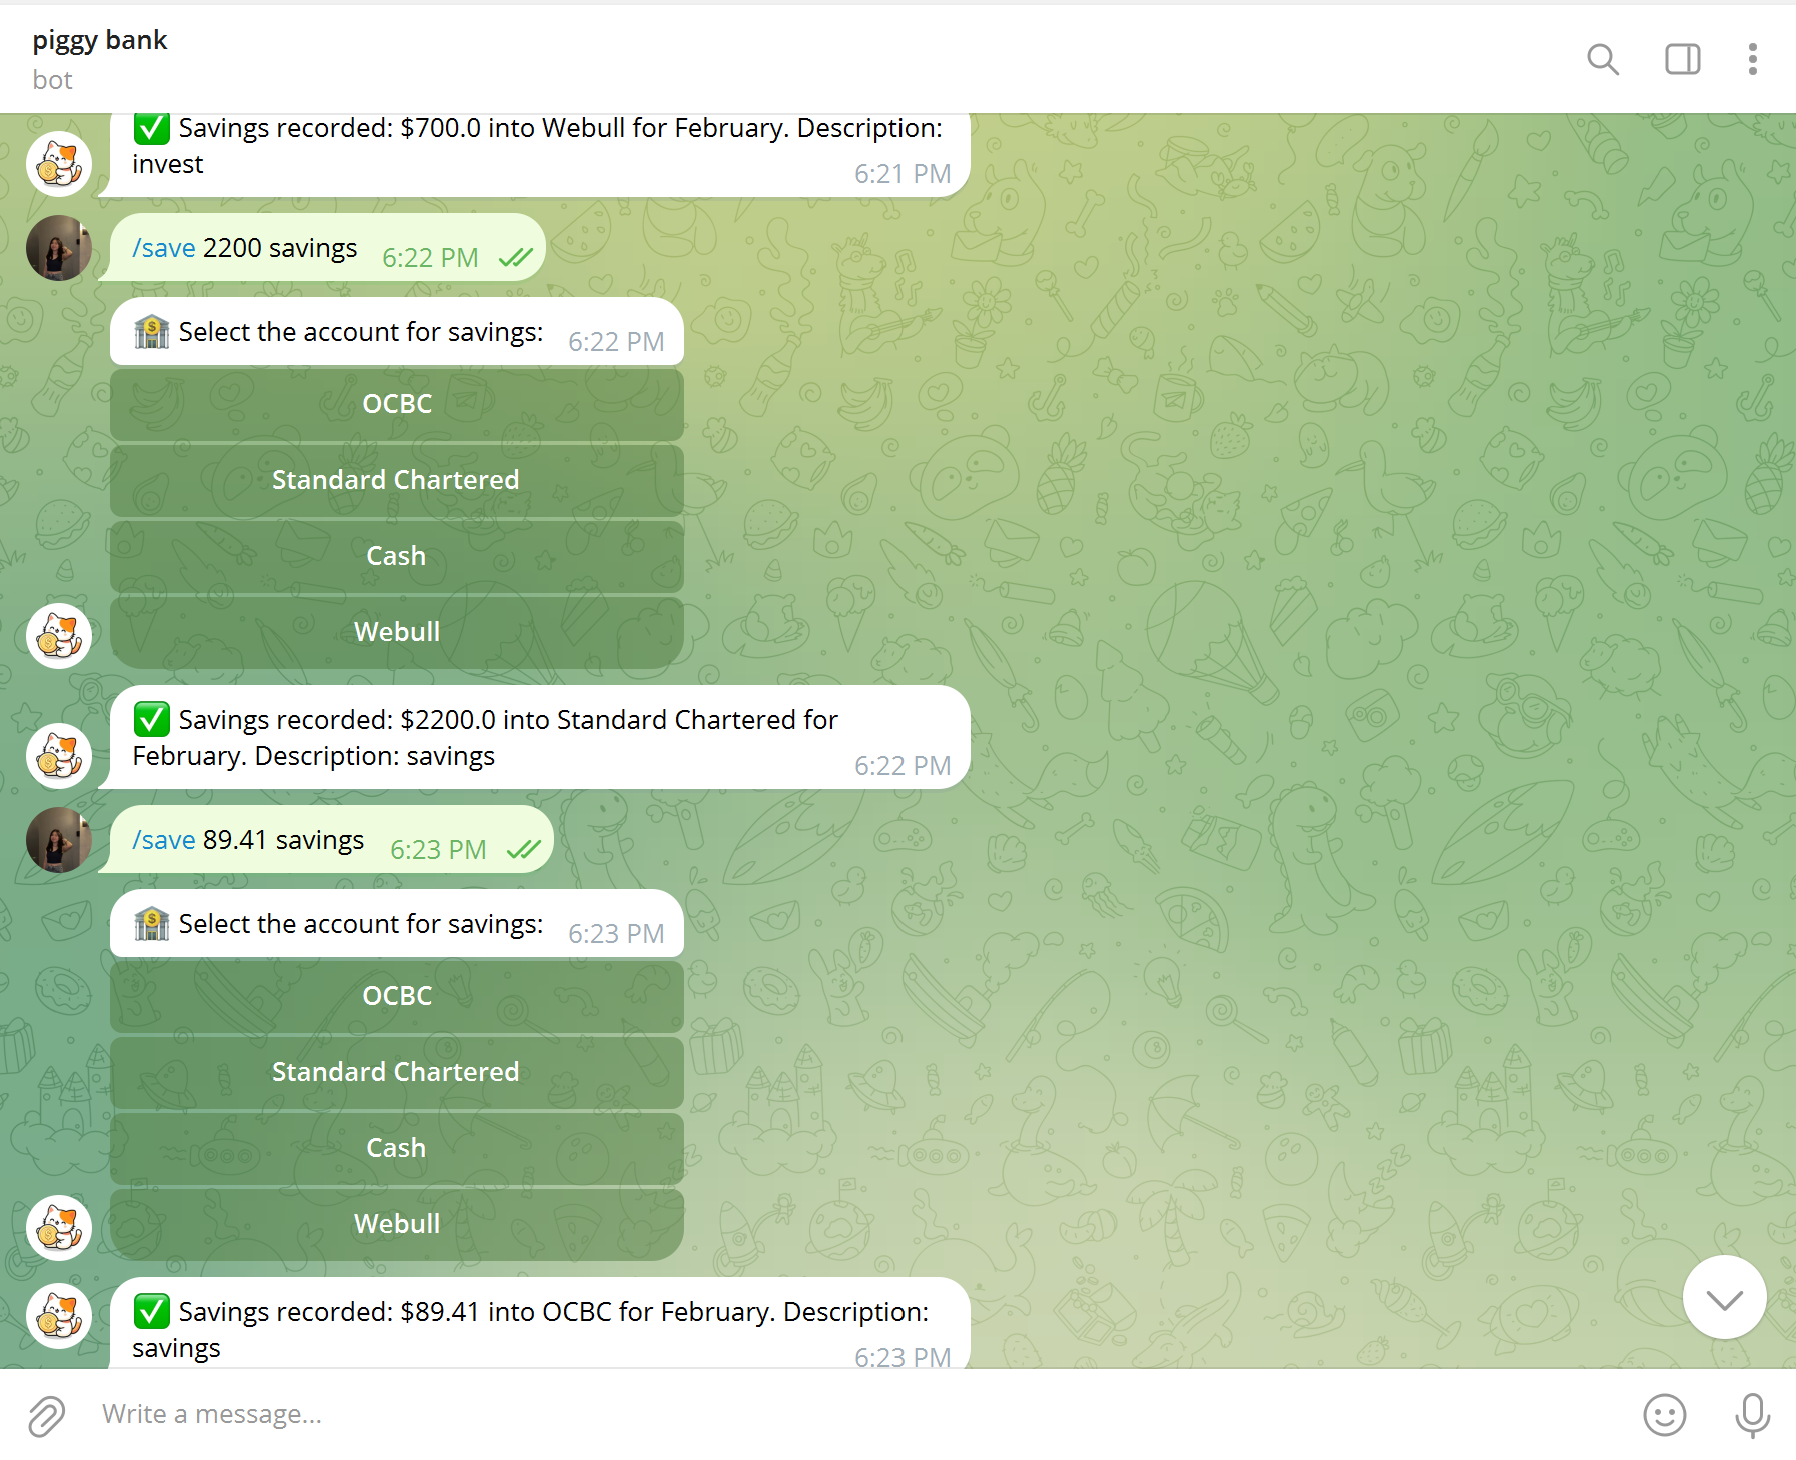 piggy bank
bot
✅ Savings recorded: $700.0 into Webull for February. Description:
invest
6:21 PM
/save 2200 savings 6:22 PM
Select the account for savings: 6:22 PM
OCBC
Standard Chartered
Cash
Webull
✅ Savings recorded: $2200.0 into Standard Chartered for
February. Description: savings
6:22 PM
/save 89.41 savings 6:23 PM
Select the account for savings: 6:23 PM
OCBC
Standard Chartered
Cash
Webull
✅ Savings recorded: $89.41 into OCBC for February. Description:
savings
6:23 PM
Write a message...